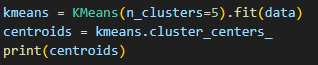 kmeans = KMeans(n_clusters=5).fit(data)
centroids = kmeans.cluster_centers_
print(centroids)